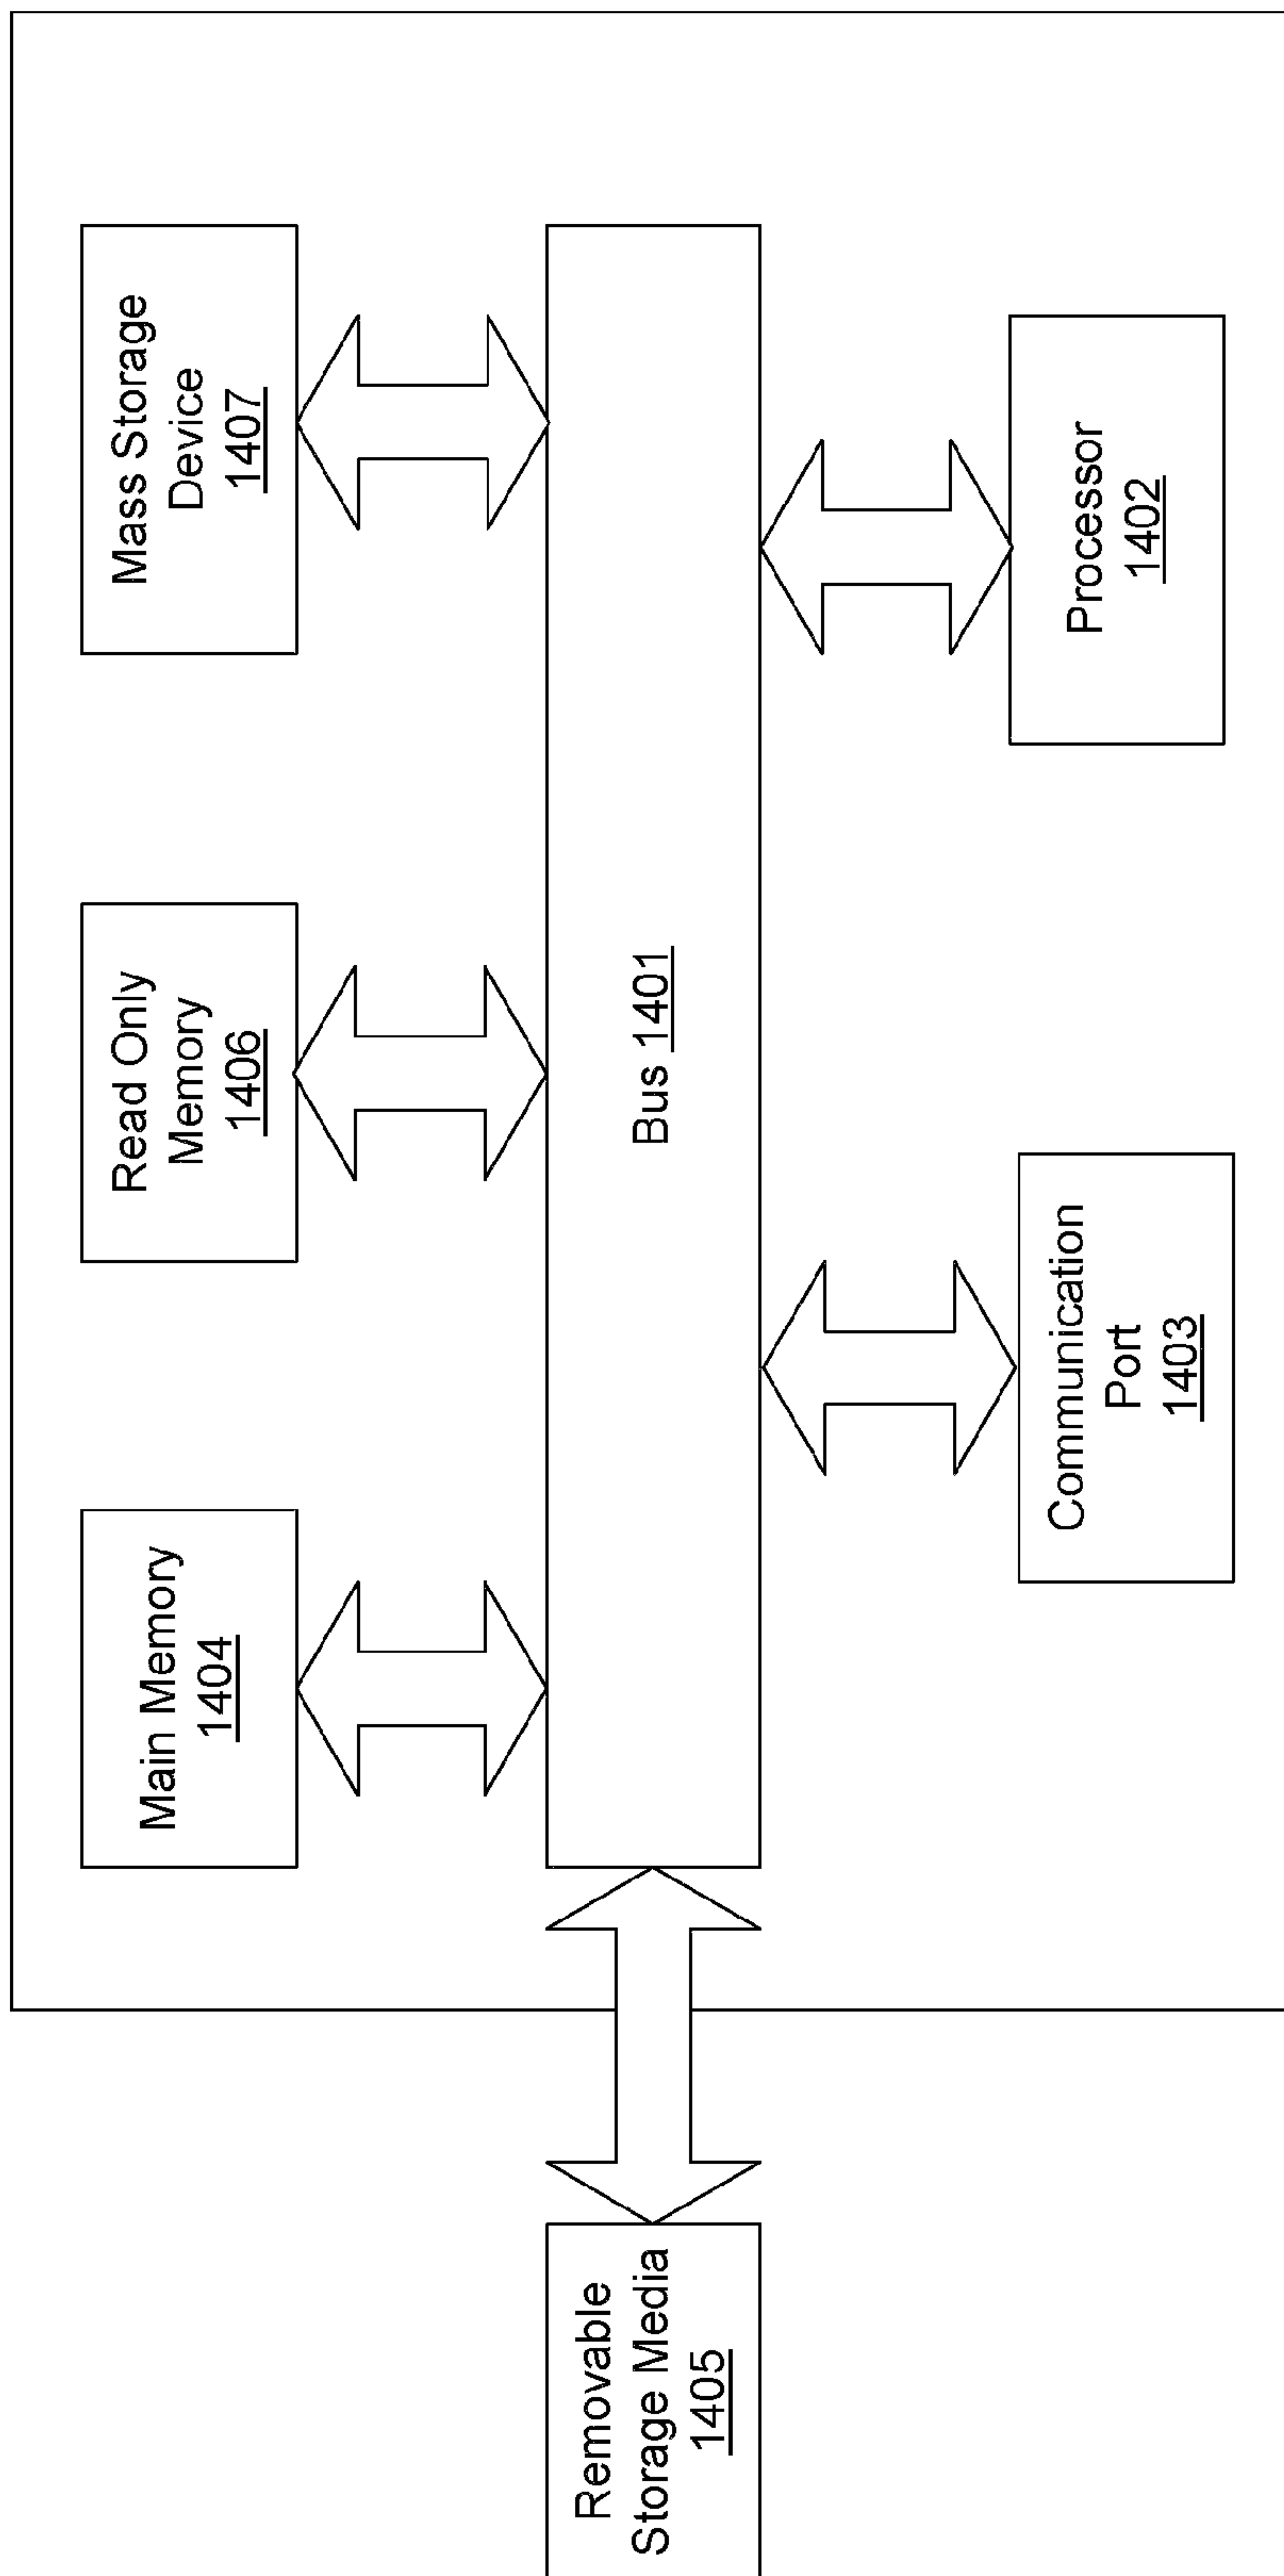 Main Memory
1404
Read Only
Memory
1406
Mass Storage
Device
1407
Removable
Storage Media
1405
Bus 1401
Communication
Port
1403
Processor
1402